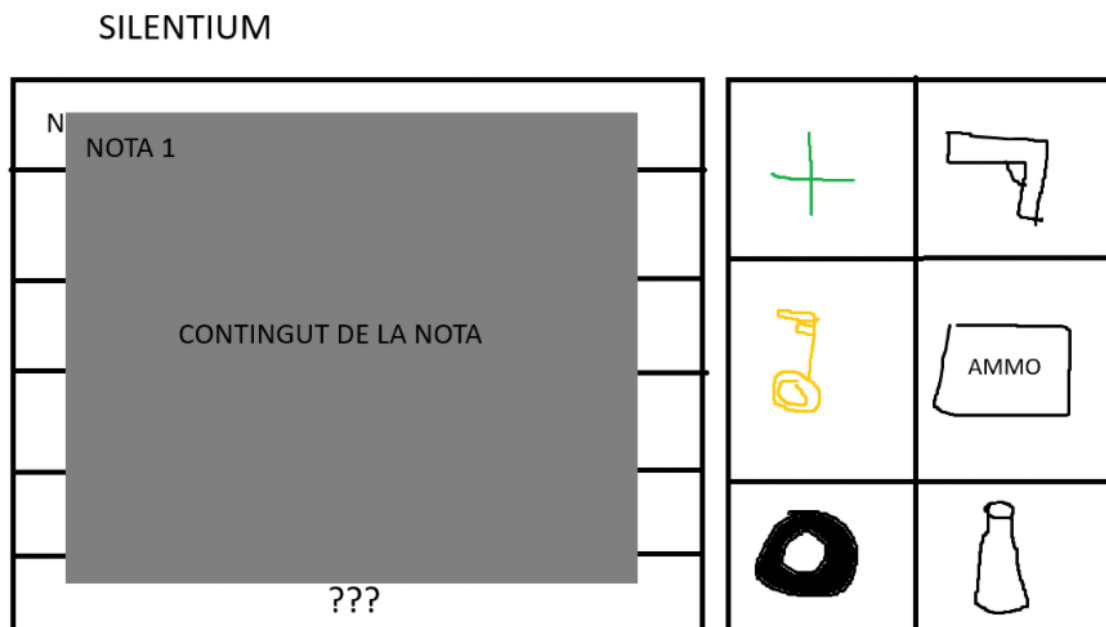 SILENTIUM
N
NOTA 1
CONTINGUT DE LA NOTA
AMMO
???